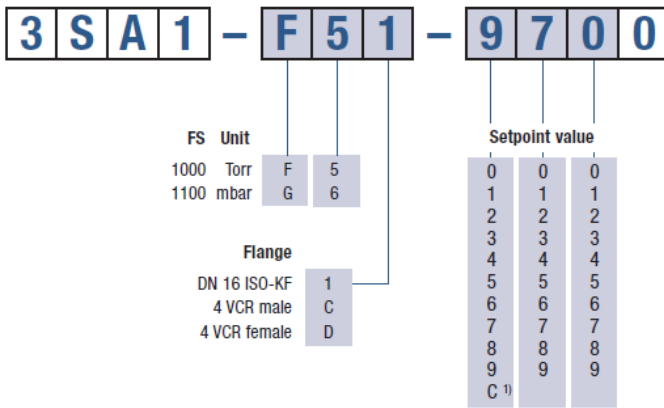 3SA1 – F51 – 9700
FS Unit Setpoint value
1000 Torr F 5 0 0 0
1100 mbar G 6 1 1 1
2 2 2
3 3 3
Flange 4 4 4
DN 16 ISO-KF 1 5 5 5
4 VCR male C 6 6 6
4 VCR female D 7 7 7
8 8 8
9 9 9
C 1)